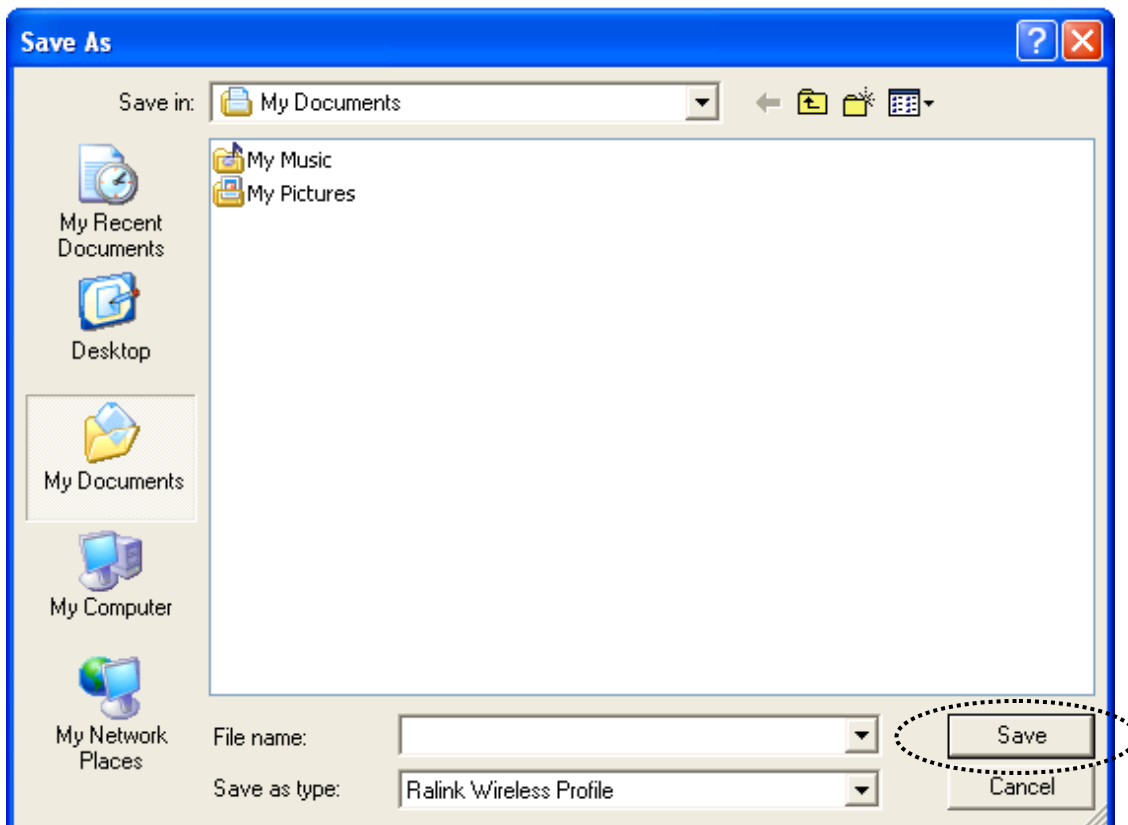 Save As
Save in:
My Documents
My Music
My Pictures
My Recent
Documents
Desktop
My Documents
My Computer
My Network
Places
File name:
Save
Save as type:
Ralink Wireless Profile
Cancel